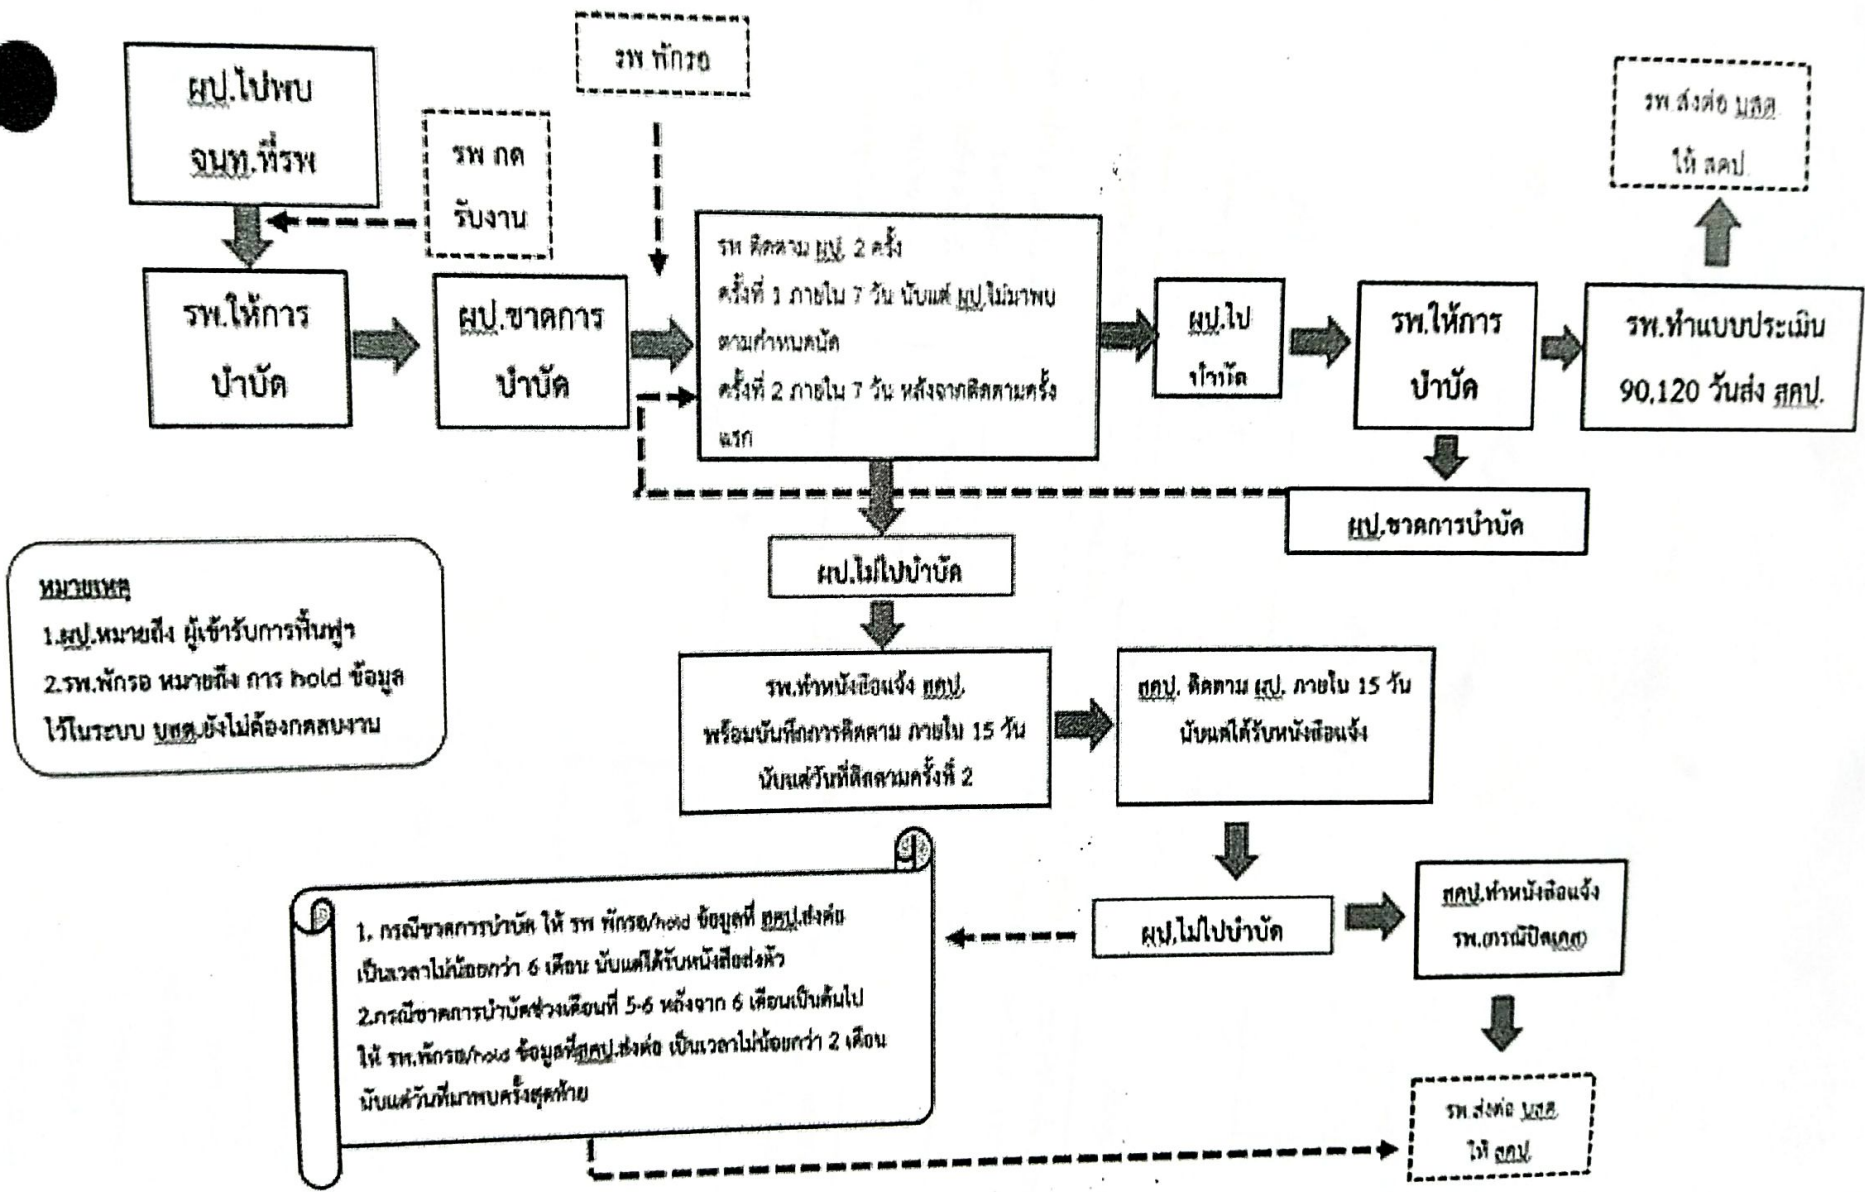 ผป.ไปพบ
จนท.ที่รพ
รพ กด
รับงาน
รพ พักรอ
รพ.ให้การ
บำบัด
ผป.ขาดการ
บำบัด
รพ ติดตาม ผป. 2 ครั้ง
ครั้งที่ 1 ภายใน 7 วัน นับแต่ ผป.ไม่มาพบ
ตามกำหนดนัด
ครั้งที่ 2 ภายใน 7 วัน หลังจากติดตามครั้ง
แรก
ผป.ไป
บำบัด
รพ.ให้การ
บำบัด
รพ.ทำแบบประเมิน
90,120 วันส่ง สคป.
รพ ส่งต่อ บสต.
ให้ สคป.
ผป.ขาดการบำบัด
ผป.ไม่ไปบำบัด
หมายเหตุ
1.ผป.หมายถึง ผู้เข้ารับการฟื้นฟูฯ
2.รพ.พักรอ หมายถึง การ hold ข้อมูล
ไว้ในระบบ บสต.ยังไม่ต้องกดลบงาน
รพ.ทำหนังสือแจ้ง สคป.
พร้อมบันทึกการติดตาม ภายใน 15 วัน
นับแต่วันที่ติดตามครั้งที่ 2
สคป. ติดตาม ผป. ภายใน 15 วัน
นับแต่ได้รับหนังสือแจ้ง
ผป.ไม่ไปบำบัด
สคป.ทำหนังสือแจ้ง
รพ.(กรณีปิดเคส)
1. กรณีขาดการบำบัด ให้ รพ พักรอ/hold ข้อมูลที่ สคป.ส่งต่อ
เป็นเวลาไม่น้อยกว่า 6 เดือน นับแต่ได้รับหนังสือส่งตัว
2.กรณีขาดการบำบัดช่วงเดือนที่ 5-6 หลังจาก 6 เดือนเป็นต้นไป
ให้ รพ.พักรอ/hold ข้อมูลที่สคป.ส่งต่อ เป็นเวลาไม่น้อยกว่า 2 เดือน
นับแต่วันที่มาพบครั้งสุดท้าย
รพ ส่งต่อ บสต.
ให้ สคป.